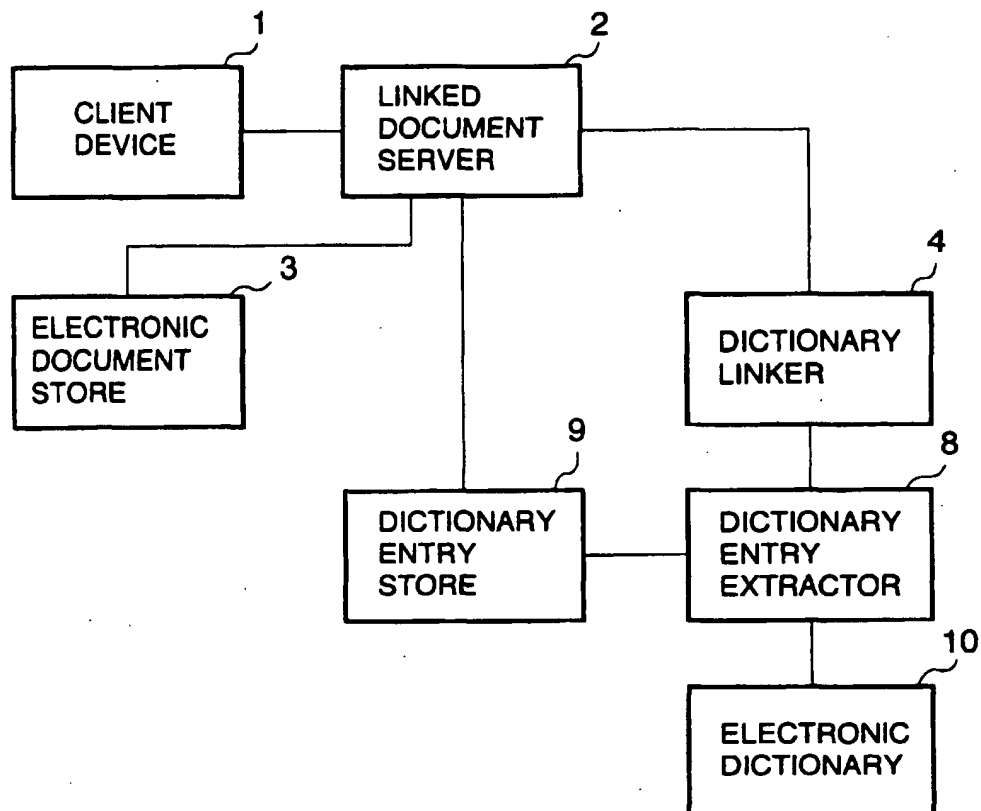 1
CLIENT
DEVICE
2
LINKED
DOCUMENT
SERVER
3
ELECTRONIC
DOCUMENT
STORE
4
DICTIONARY
LINKER
9
DICTIONARY
ENTRY
STORE
8
DICTIONARY
ENTRY
EXTRACTOR
10
ELECTRONIC
DICTIONARY